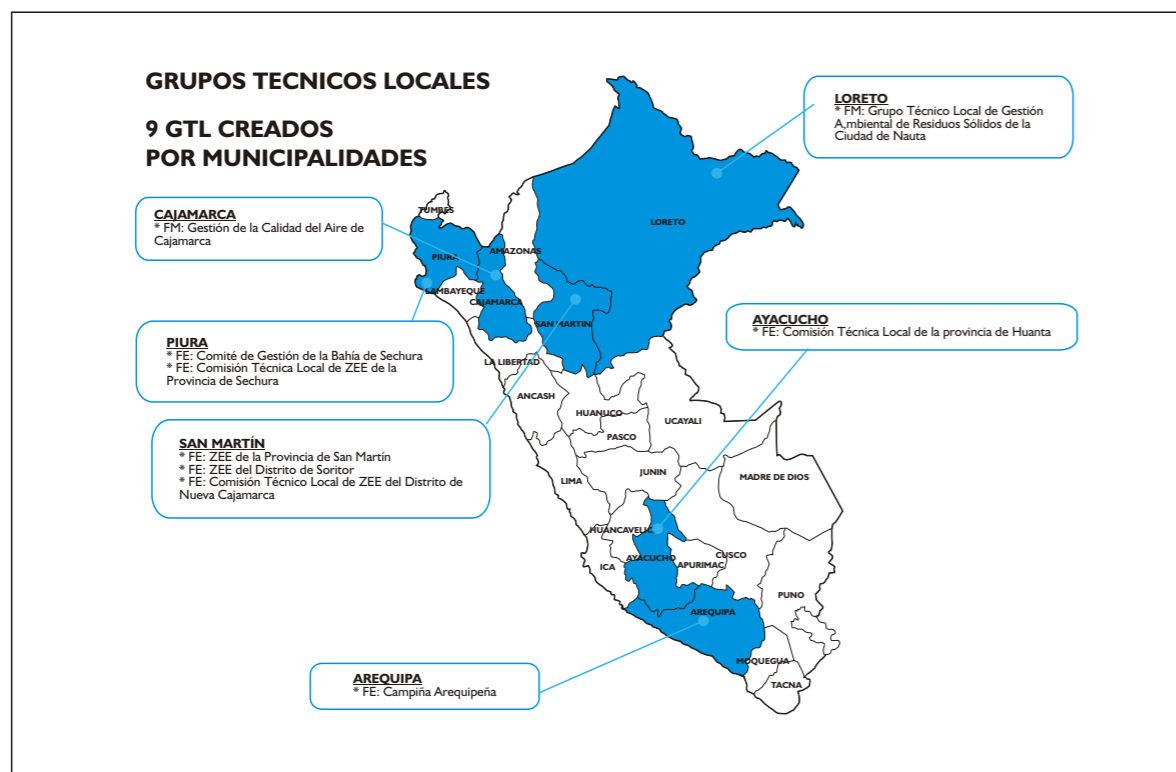 GRUPOS TECNICOS LOCALES
9 GTL CREADOS
POR MUNICIPALIDADES
LORETO
* FM: Grupo Técnico Local de Gestión
A,mbiental de Residuos Sólidos de la
Ciudad de Nauta
CAJAMARCA
* FM: Gestión de la Calidad del Aire de
Cajamarca
PIURA
* FE: Comité de Gestión de la Bahía de Sechura
* FE: Comisión Técnica Local de ZEE de la
Provincia de Sechura
SAN MARTÍN
* FE: ZEE de la Provincia de San Martín
* FE: ZEE del Distrito de Soritor
* FE: Comisión Técnico Local de ZEE del Distrito de
Nueva Cajamarca
AYACUCHO
* FE: Comisión Técnica Local de la provincia de Huanta
AREQUIPA
* FE: Campiña Arequipeña
TUMBES
PIURA
AMAZONAS
LORETO
LAMBAYEQUE
CAJAMARCA
SAN MARTIN
LA LIBERTAD
ANCASH
HUANUCO
UCAYALI
PASCO
JUNIN
LIMA
MADRE DE DIOS
HUANCAVELIC
AYACUCHO
CUSCO
APURIMAC
ICA
PUNO
AREQUIPA
MOQUEGUA
TACNA